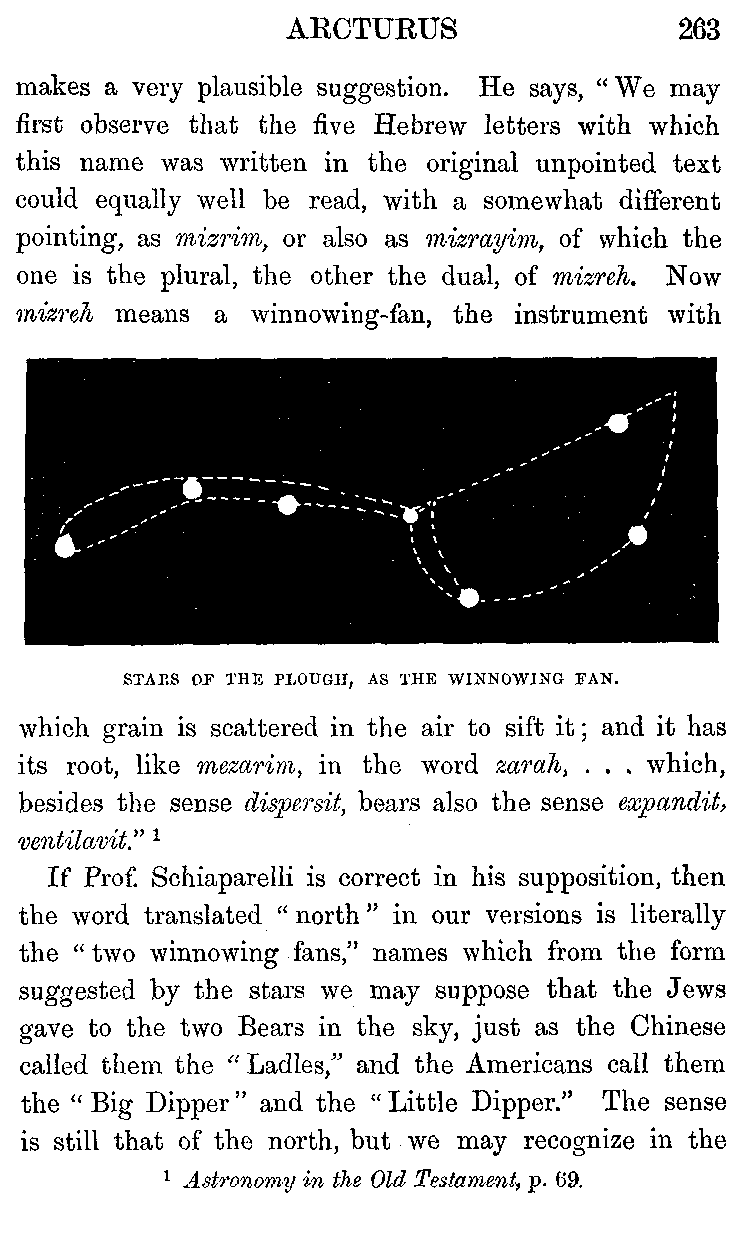 ARCTURUS 263
makes a very plausible suggestion. He says, “We may
first observe that the five Hebrew letters with which
this name was written in the original unpointed text
could equally well be read, with a somewhat different
pointing, as mizrim, or also as mizrayim, of which the
one is the plural, the other the dual, of mizreh. Now
mizreh means a winnowing-fan, the instrument with
STARS OF THE PLOUGH, AS THE WINNOWING FAN.
which grain is scattered in the air to sift it; and it has
its root, like mezarim, in the word zarah, . . . which,
besides the sense dispersit, bears also the sense expandit,
ventilavit.” 1
If Prof. Schiaparelli is correct in his supposition, then
the word translated “north” in our versions is literally
the “two winnowing fans,” names which from the form
suggested by the stars we may suppose that the Jews
gave to the two Bears in the sky, just as the Chinese
called them the “Ladles,” and the Americans call them
the “Big Dipper” and the “Little Dipper.” The sense
is still that of the north, but we may recognize in the
1 Astronomy in the Old Testament, p. 69.